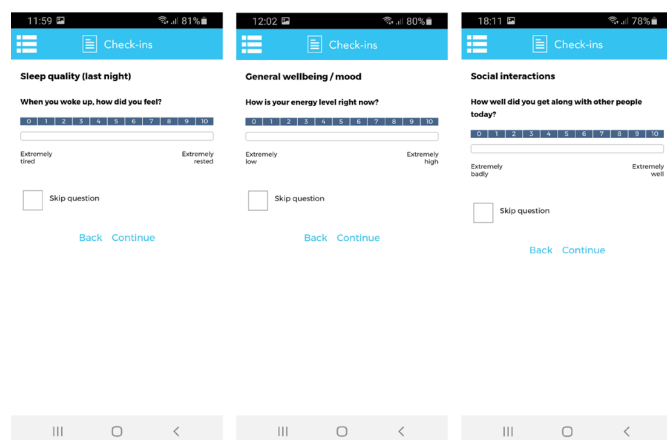 11:59 81%
Check-ins
Sleep quality (last night)
When you woke up, how did you feel?
0 1 2 3 4 5 6 7 8 9 10
Extremely tired
Extremely rested
Skip question
Back Continue
12:02 80%
Check-ins
General wellbeing / mood
How is your energy level right now?
0 1 2 3 4 5 6 7 8 9 10
Extremely low
Extremely high
Skip question
Back Continue
18:11 78%
Check-ins
Social interactions
How well did you get along with other people
today?
0 1 2 3 4 5 6 7 8 9 10
Extremely badly
Extremely well
Skip question
Back Continue